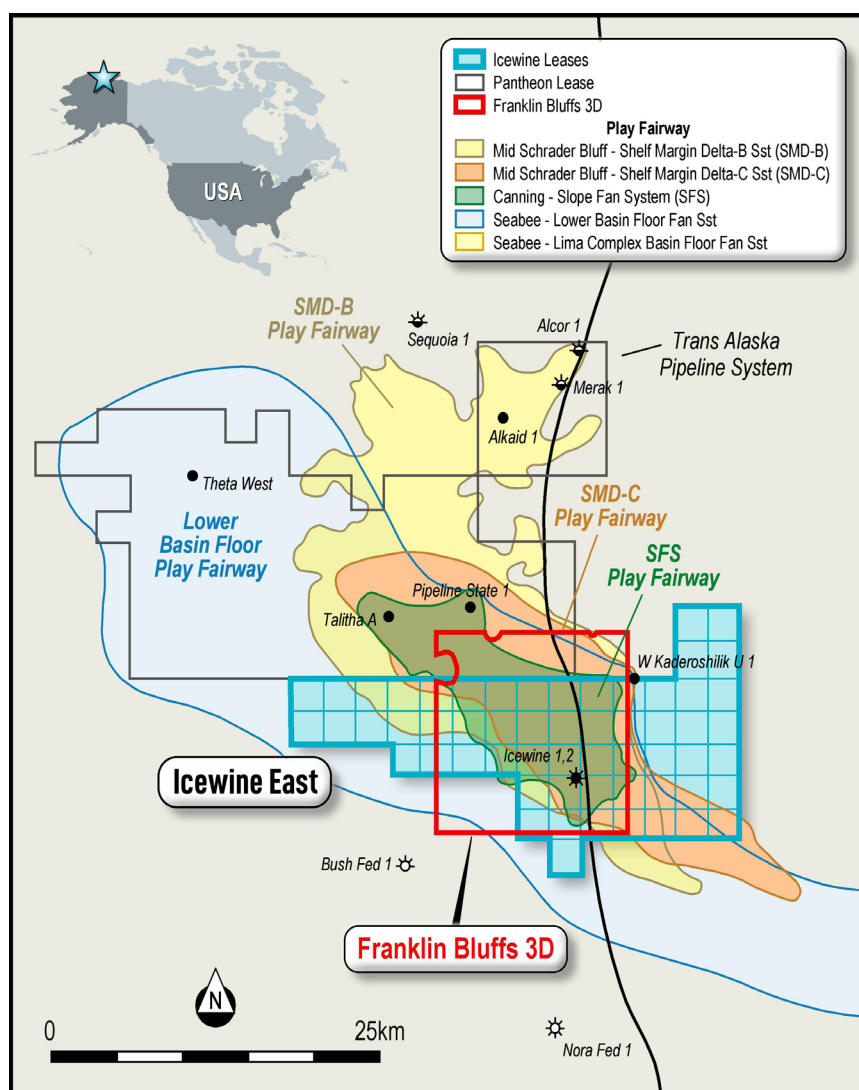 USA
Icewine Leases
Pantheon Lease
Franklin Bluffs 3D
Play Fairway
Mid Schrader Bluff - Shelf Margin Delta-B Sst (SMD-B)
Mid Schrader Bluff - Shelf Margin Delta-C Sst (SMD-C)
Canning - Slope Fan System (SFS)
Seabee - Lower Basin Floor Fan Sst
Seabee - Lima Complex Basin Floor Fan Sst
SMD-B
Play Fairway
Sequoia 1
Alcor 1
Trans Alaska
Pipeline System
Merak 1
Alkaid 1
Theta West
SMD-C
Play Fairway
Lower
Basin Floor
Play Fairway
SFS
Play Fairway
Pipeline State 1
Talitha A
W Kaderoshilik U 1
Icewine 1,2
Icewine East
Bush Fed 1
Franklin Bluffs 3D
N
0
25km
Nora Fed 1